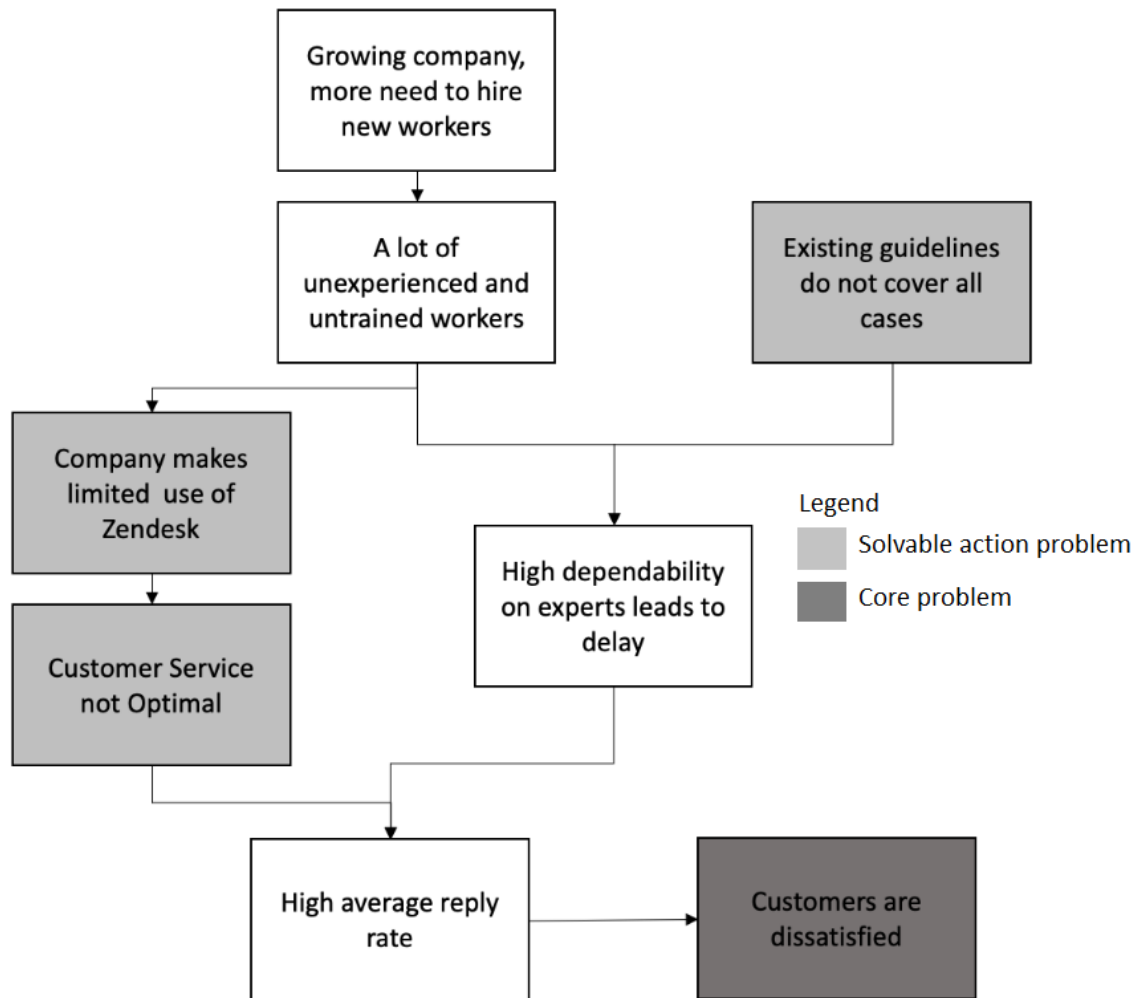 Growing company,
more need to hire
new workers
A lot of
unexperienced and
untrained workers
Existing guidelines
do not cover all
cases
Company makes
limited  use of
Zendesk
High dependability
on experts leads to
delay
Legend
Solvable action problem
Core problem
Customer Service
not Optimal
High average reply
rate
Customers are
dissatisfied